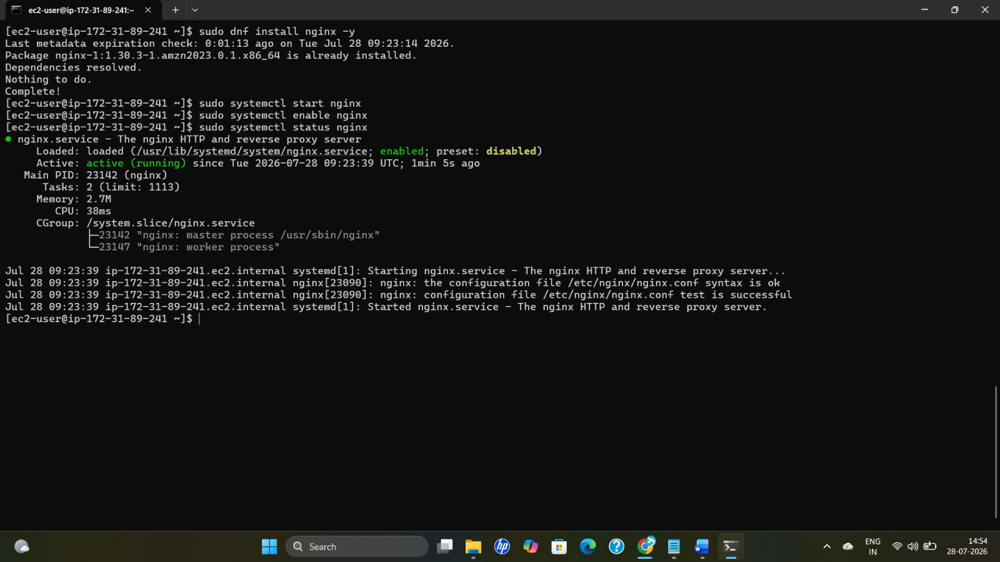 ec2-user@ip-172-31-89-241:~
[ec2-user@ip-172-31-89-241 ~]$ sudo dnf install nginx -y
Last metadata expiration check: 0:01:13 ago on Tue Jul 28 09:23:14 2026.
Package nginx-1:1.30.3-1.amzn2023.0.1.x86_64 is already installed.
Dependencies resolved.
Nothing to do.
Complete!
[ec2-user@ip-172-31-89-241 ~]$ sudo systemctl start nginx
[ec2-user@ip-172-31-89-241 ~]$ sudo systemctl enable nginx
[ec2-user@ip-172-31-89-241 ~]$ sudo systemctl status nginx
● nginx.service - The nginx HTTP and reverse proxy server
Loaded: loaded (/usr/lib/systemd/system/nginx.service; enabled; preset: disabled)
Active: active (running) since Tue 2026-07-28 09:23:39 UTC; 1min 5s ago
Main PID: 23142 (nginx)
Tasks: 2 (limit: 1113)
Memory: 2.7M
CPU: 38ms
CGroup: /system.slice/nginx.service
├─23142 "nginx: master process /usr/sbin/nginx"
└─23147 "nginx: worker process"
Jul 28 09:23:39 ip-172-31-89-241.ec2.internal systemd[1]: Starting nginx.service - The nginx HTTP and reverse proxy server...
Jul 28 09:23:39 ip-172-31-89-241.ec2.internal nginx[23090]: nginx: the configuration file /etc/nginx/nginx.conf syntax is ok
Jul 28 09:23:39 ip-172-31-89-241.ec2.internal nginx[23090]: nginx: configuration file /etc/nginx/nginx.conf test is successful
Jul 28 09:23:39 ip-172-31-89-241.ec2.internal systemd[1]: Started nginx.service - The nginx HTTP and reverse proxy server.
[ec2-user@ip-172-31-89-241 ~]$
Search
hp
ENG
IN
14:54
28-07-2026